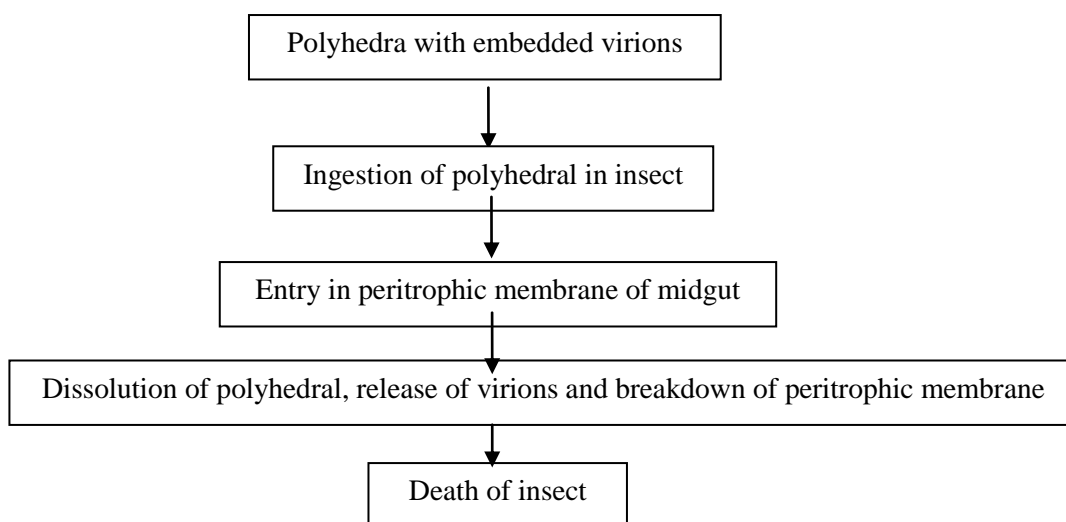 Polyhedra with embedded virions
Ingestion of polyhedral in insect
Entry in peritrophic membrane of midgut
Dissolution of polyhedral, release of virions and breakdown of peritrophic membrane
Death of insect